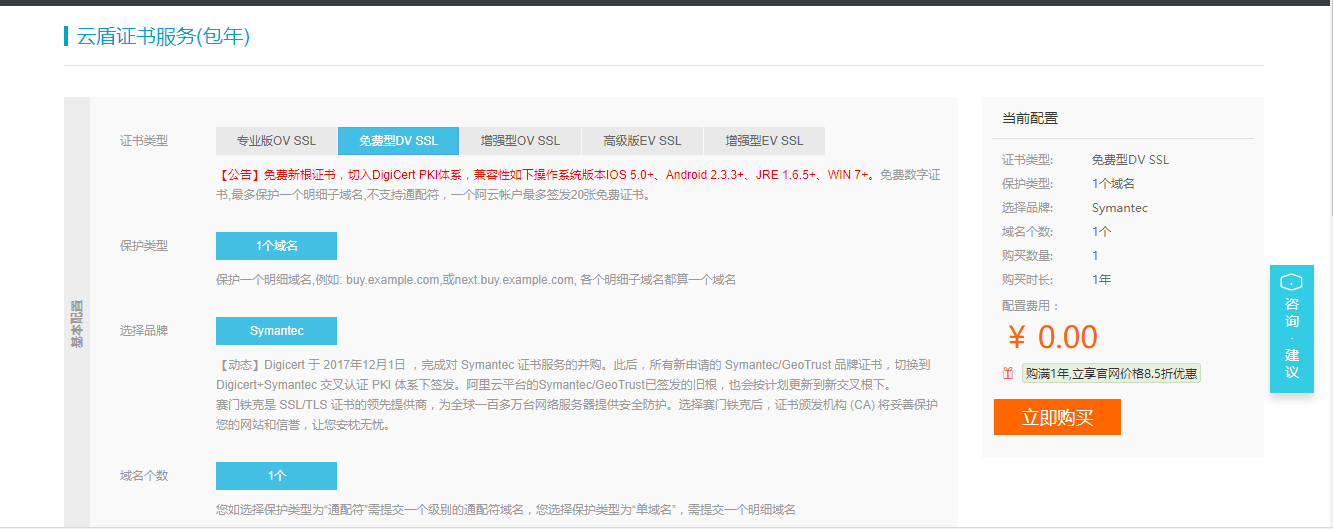 云盾证书服务(包年)
基本配置
证书类型
专业版OV SSL
免费型DV SSL
增强型OV SSL
高级版EV SSL
增强型EV SSL
【公告】免费新根证书，切入DigiCert PKI体系，兼容性如下操作系统版本IOS 5.0+、Android 2.3.3+、JRE 1.6.5+、WIN 7+。免费数字证
书,最多保护一个明细子域名,不支持通配符，一个阿云帐户最多签发20张免费证书。
保护类型
1个域名
保护一个明细域名,例如: buy.example.com,或next.buy.example.com, 各个明细子域名都算一个域名
选择品牌
Symantec
【动态】Digicert 于 2017年12月1日 ，完成对 Symantec 证书服务的并购。此后，所有新申请的 Symantec/GeoTrust 品牌证书，切换到
Digicert+Symantec 交叉认证 PKI 体系下签发。阿里云平台的Symantec/GeoTrust已签发的旧根，也会按计划更新到新交叉根下。
赛门铁克是 SSL/TLS 证书的领先提供商，为全球一百多万台网络服务器提供安全防护。选择赛门铁克后，证书颁发机构 (CA) 将妥善保护
您的网站和信誉，让您安枕无忧。
域名个数
1个
您如选择保护类型为“通配符”需提交一个级别的通配符域名，您选择保护类型为“单域名”，需提交一个明细域名
当前配置
证书类型: 免费型DV SSL
保护类型: 1个域名
选择品牌: Symantec
域名个数: 1个
购买数量: 1
购买时长: 1年
配置费用：
¥ 0.00
购满1年,立享官网价格8.5折优惠
立即购买
咨询·建议